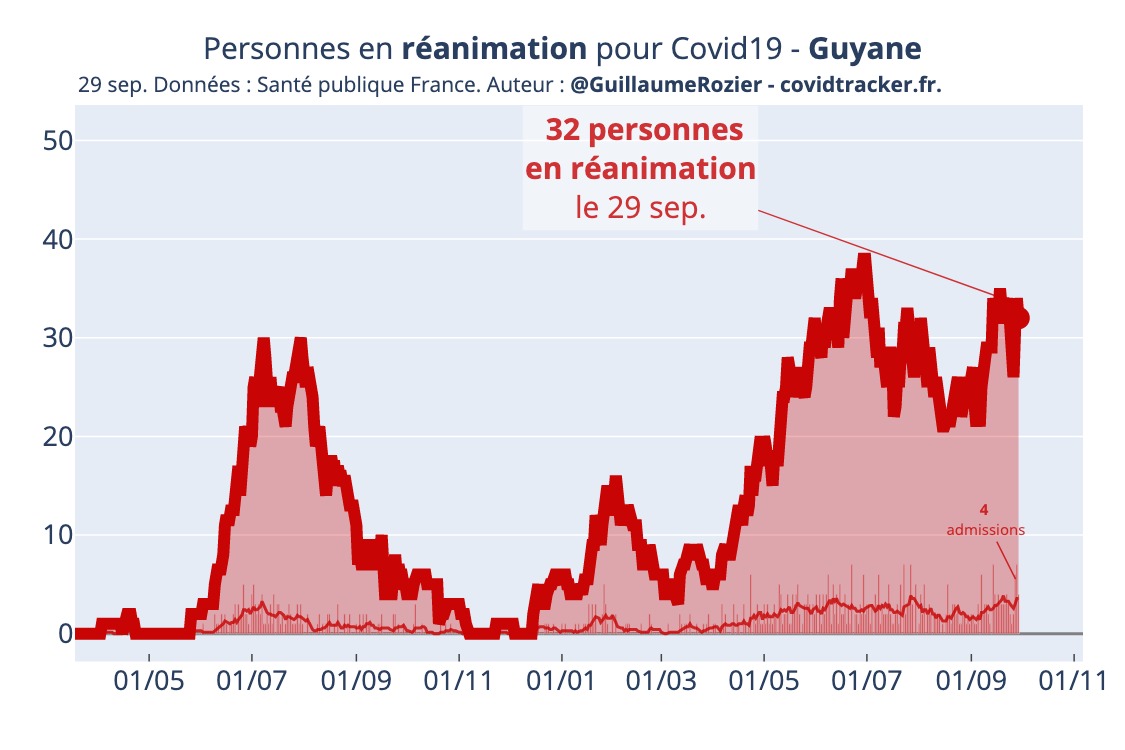 Personnes en réanimation pour Covid19 - Guyane
29 sep. Données : Santé publique France. Auteur : @GuillaumeRozier - covidtracker.fr.
32 personnes
en réanimation
le 29 sep.
50
40
30
20
10
0
4
admissions
01/05 01/07 01/09 01/11 01/01 01/03 01/05 01/07 01/09 01/11